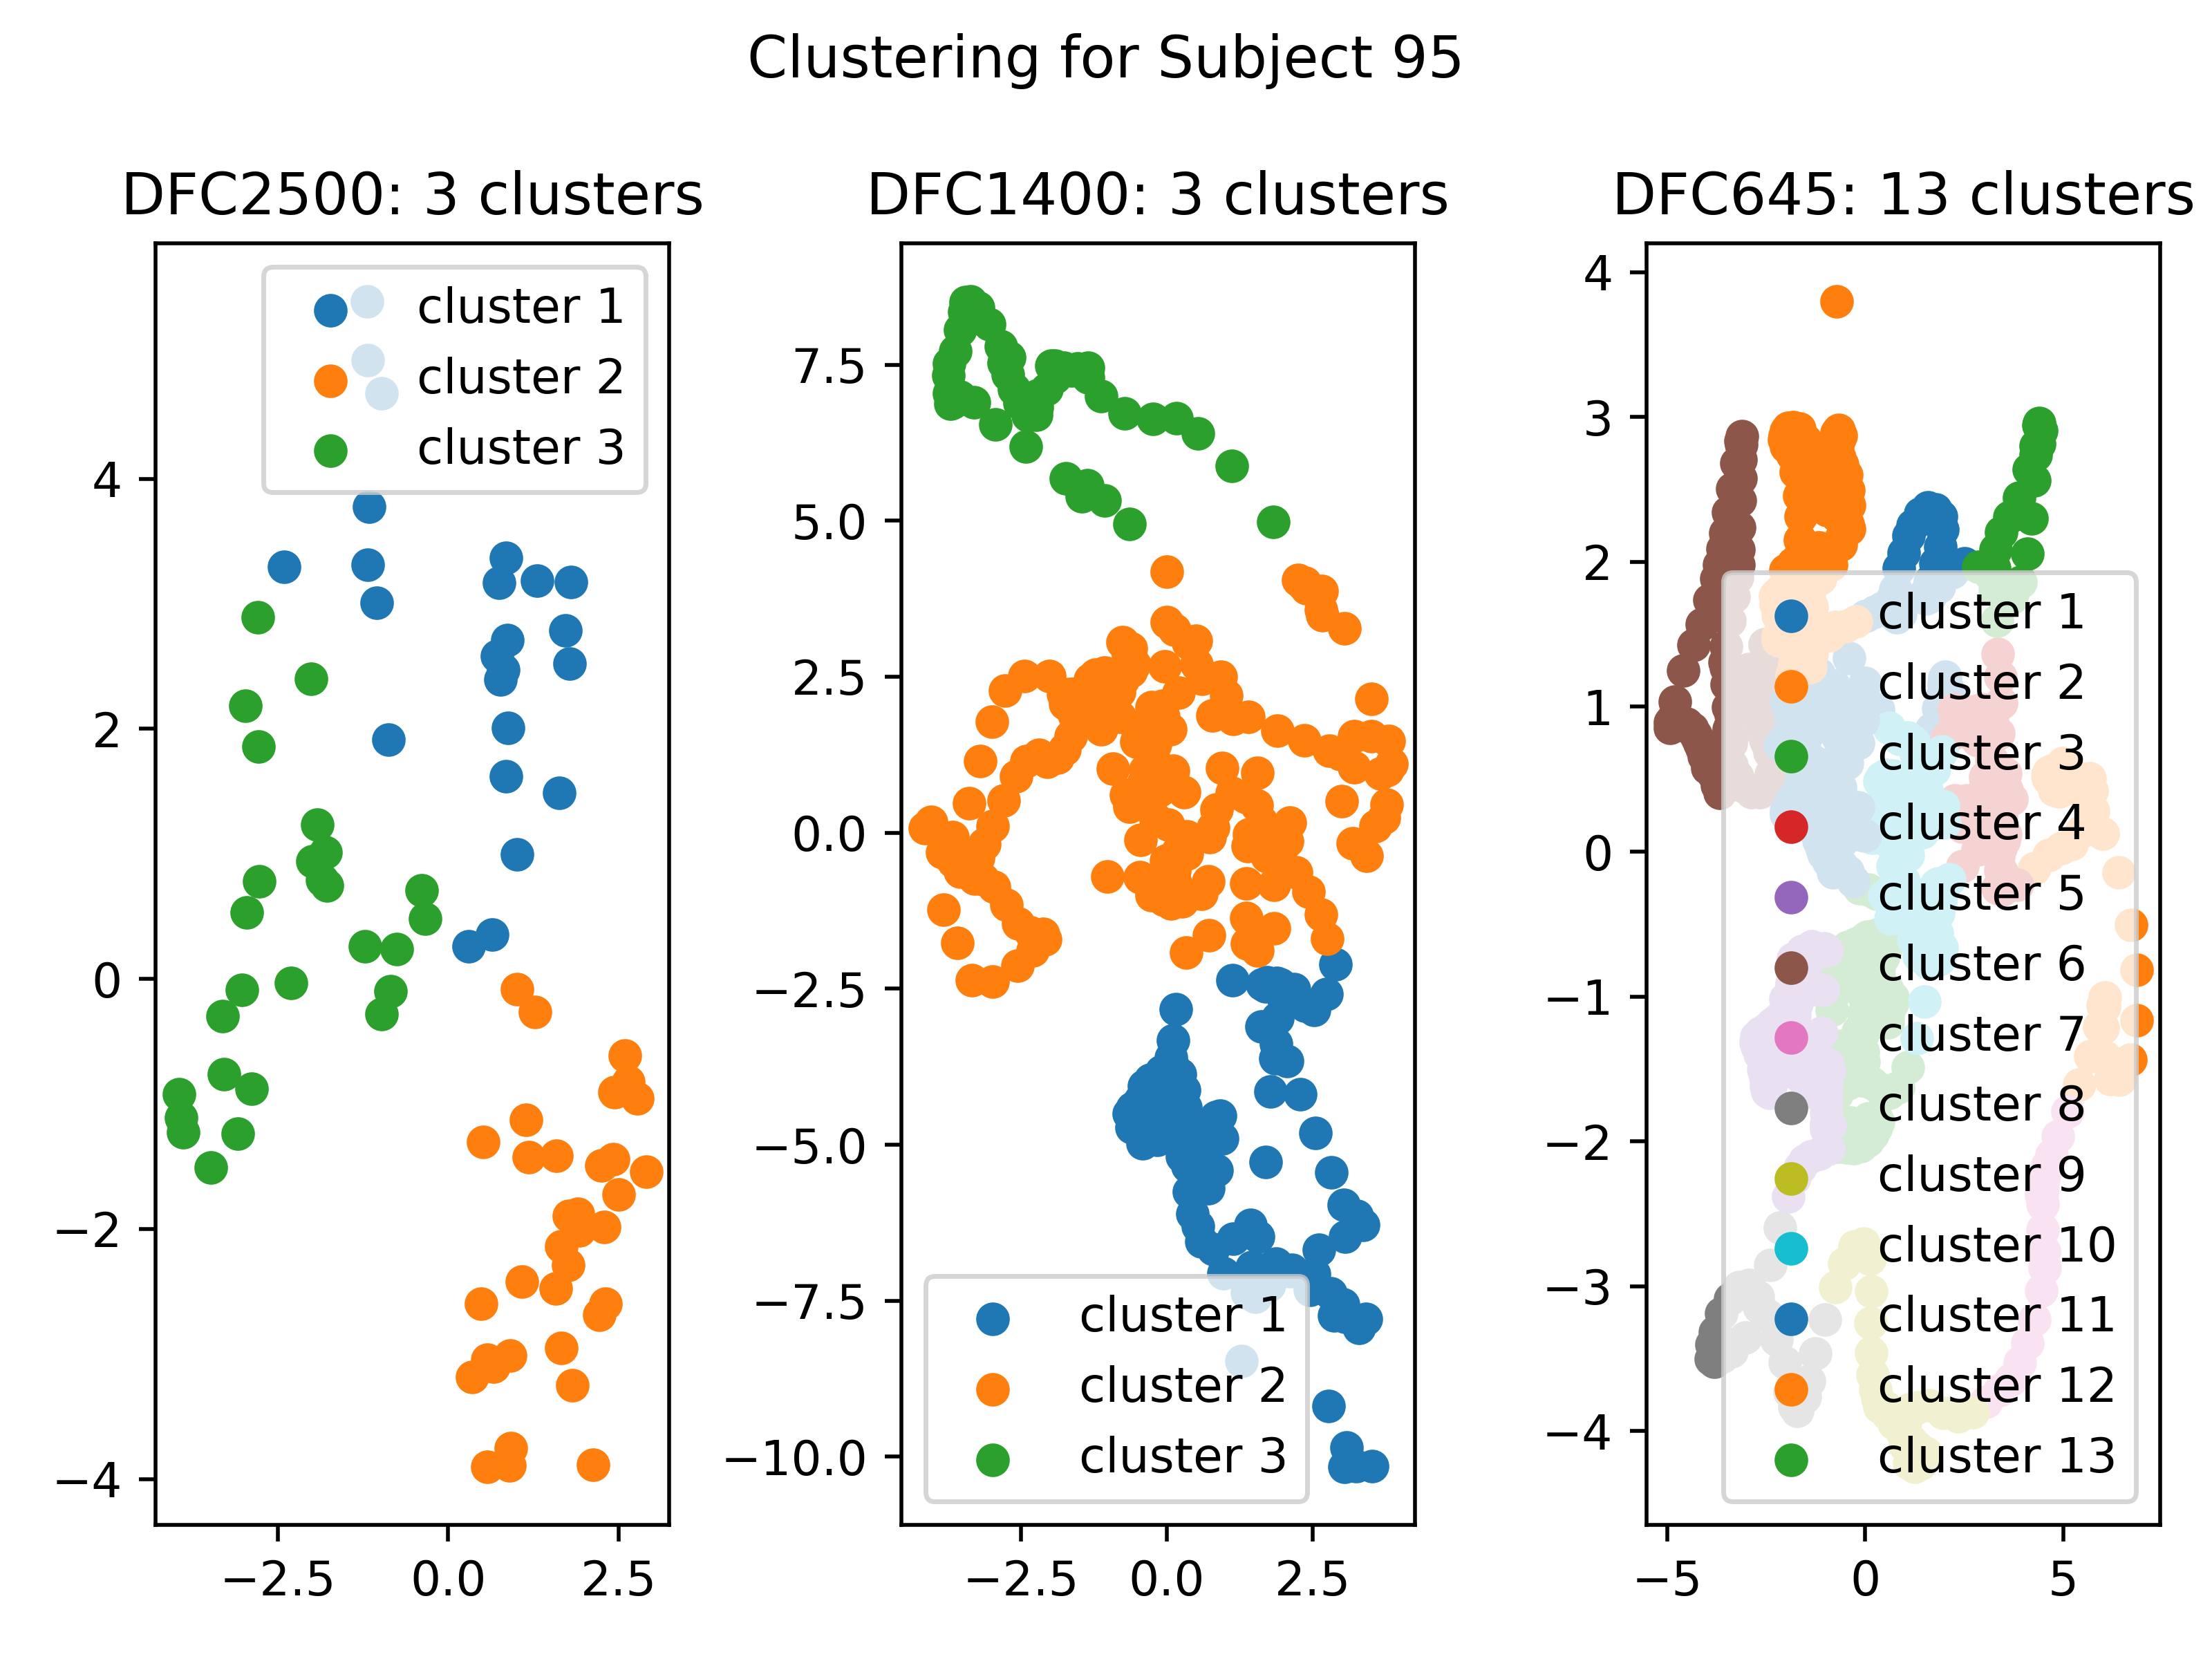 Clustering for Subject 95
DFC2500: 3 clusters
cluster 1
cluster 2
cluster 3
4
2
0
−2
−4
−2.5 0.0 2.5
DFC1400: 3 clusters
7.5
5.0
2.5
0.0
−2.5
−5.0
−7.5
−10.0
cluster 1
cluster 2
cluster 3
−2.5 0.0 2.5
DFC645: 13 clusters
4
3
2
1
0
−1
−2
−3
−4
cluster 1
cluster 2
cluster 3
cluster 4
cluster 5
cluster 6
cluster 7
cluster 8
cluster 9
cluster 10
cluster 11
cluster 12
cluster 13
−5 0 5